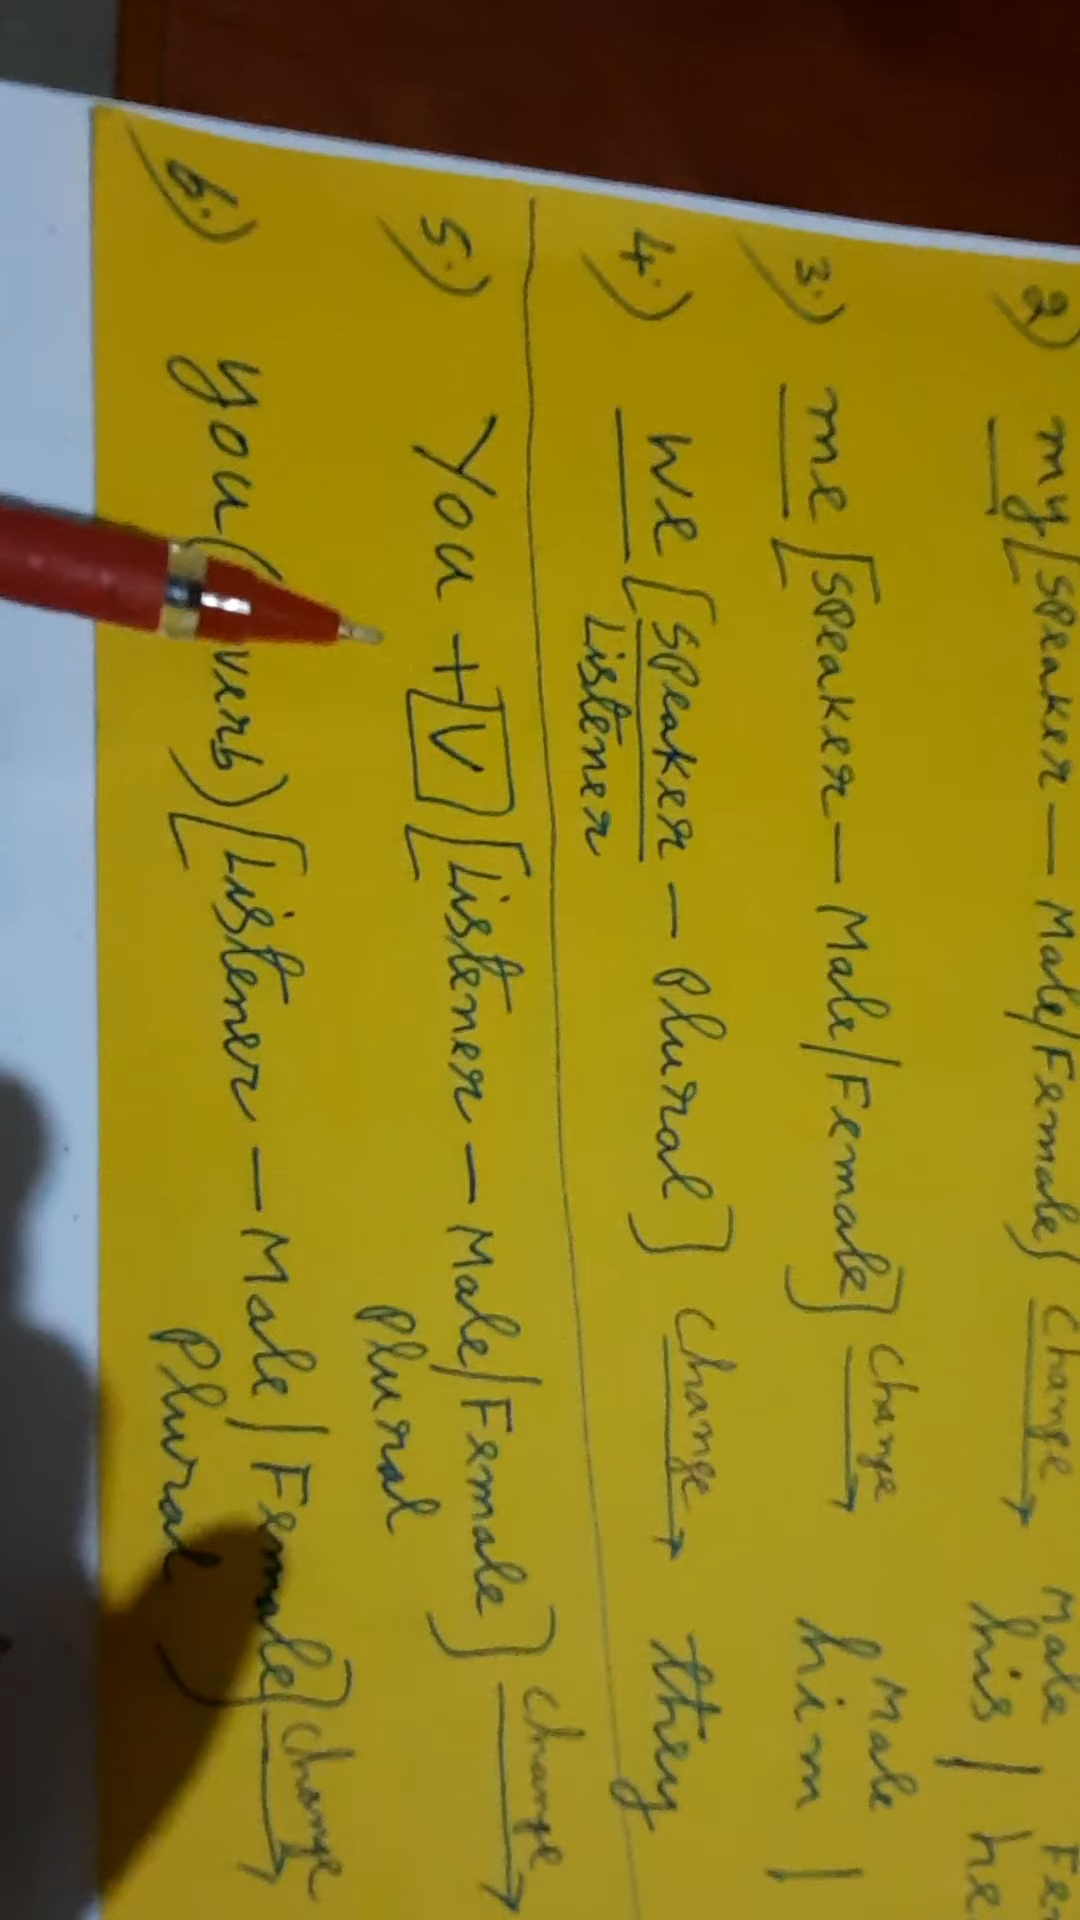 2) my [Speaker — Male/Female] Change → Male
his | he
3.) me [Speaker — Male/Female] Change → Male
him |
4.) We [Speaker — Plural] Change → they
Listener
5.) You + V [Listener — Male/Female] Change →
Plural
6.) you (verb) [Listener — Male/Female] Change →
Plural